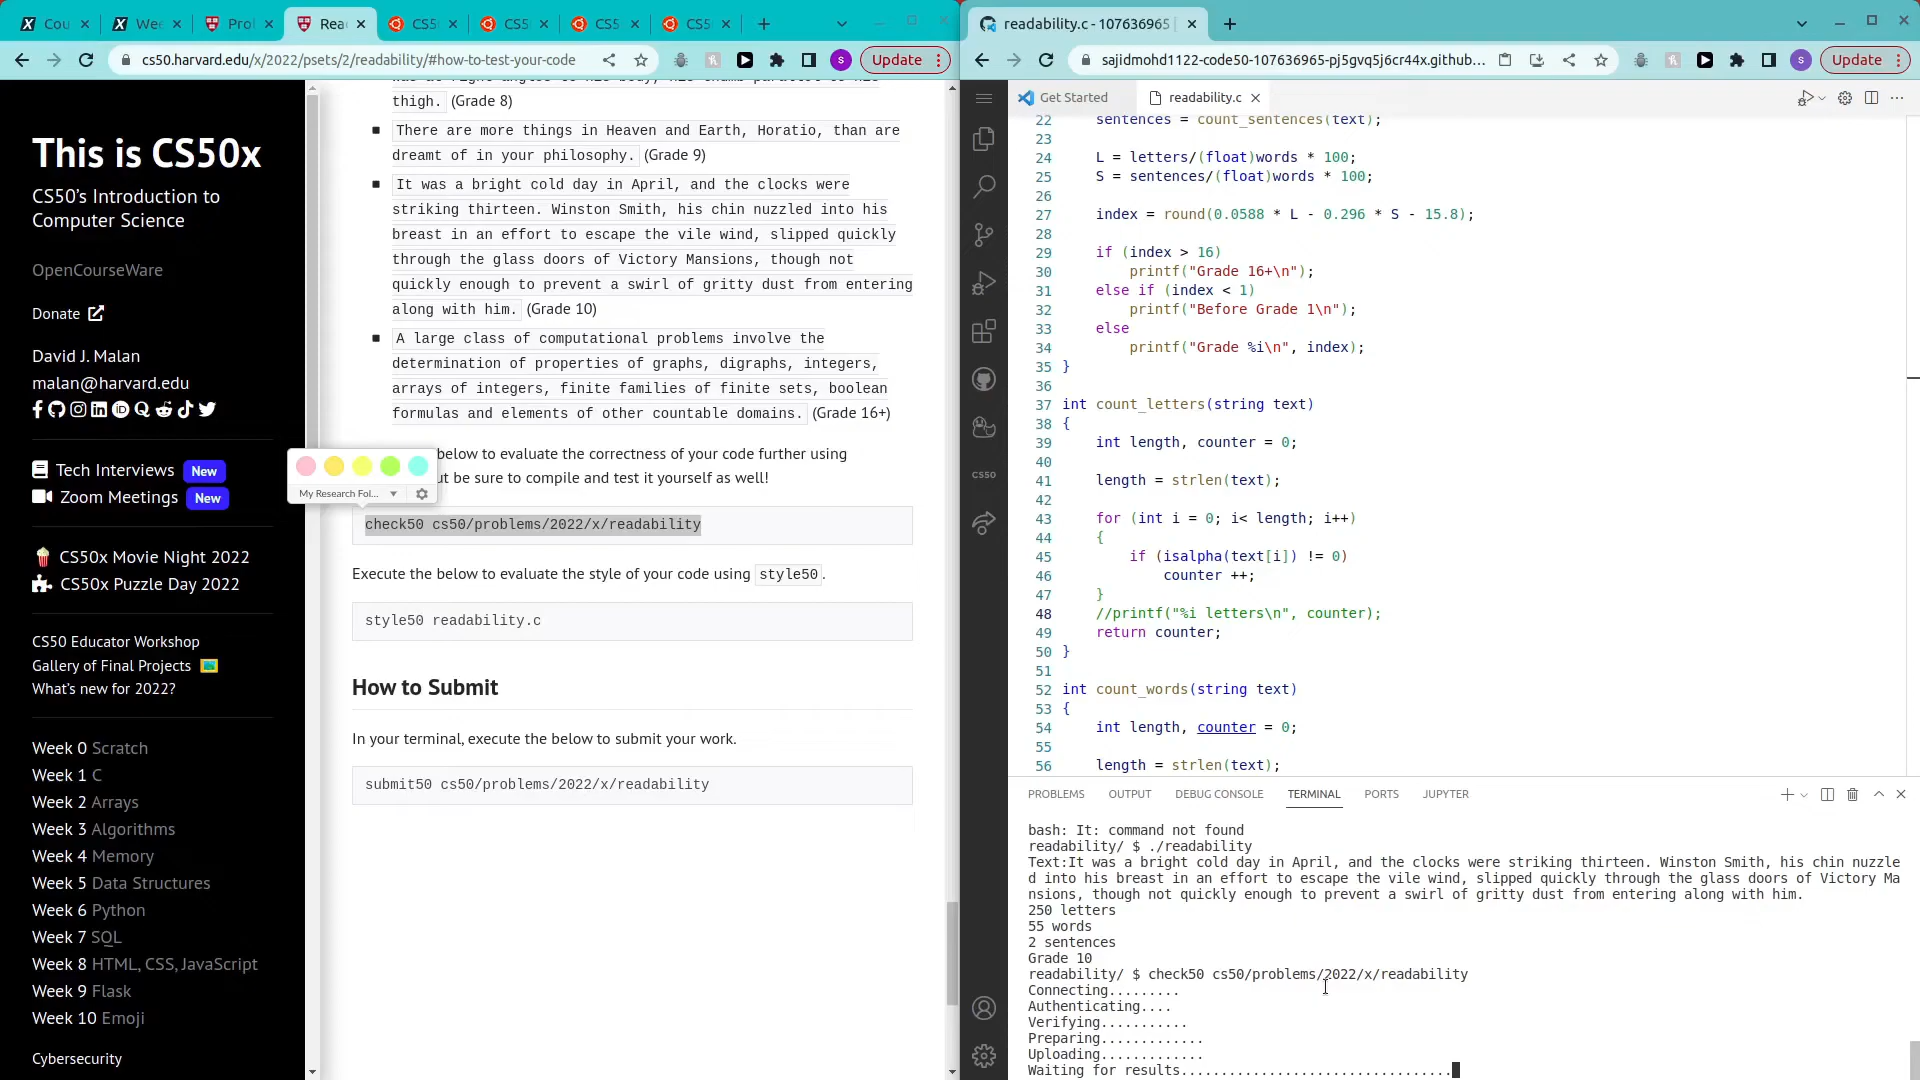 Cou
Wee
Prol
Rea
CS5
CS5
CS5
CS5
cs50.harvard.edu/x/2022/psets/2/readability/#how-to-test-your-code
S
Update
This is CS50x
CS50's Introduction to
Computer Science
OpenCourseWare
Donate
David J. Malan
malan@harvard.edu
Tech Interviews New
Zoom Meetings New
CS50x Movie Night 2022
CS50x Puzzle Day 2022
CS50 Educator Workshop
Gallery of Final Projects
What's new for 2022?
Week 0 Scratch
Week 1 C
Week 2 Arrays
Week 3 Algorithms
Week 4 Memory
Week 5 Data Structures
Week 6 Python
Week 7 SQL
Week 8 HTML, CSS, JavaScript
Week 9 Flask
Week 10 Emoji
Cybersecurity
thigh. (Grade 8)
There are more things in Heaven and Earth, Horatio, than are
dreamt of in your philosophy. (Grade 9)
It was a bright cold day in April, and the clocks were
striking thirteen. Winston Smith, his chin nuzzled into his
breast in an effort to escape the vile wind, slipped quickly
through the glass doors of Victory Mansions, though not
quickly enough to prevent a swirl of gritty dust from entering
along with him. (Grade 10)
A large class of computational problems involve the
determination of properties of graphs, digraphs, integers,
arrays of integers, finite families of finite sets, boolean
formulas and elements of other countable domains. (Grade 16+)
below to evaluate the correctness of your code further using
ut be sure to compile and test it yourself as well!
My Research Fol...
check50 cs50/problems/2022/x/readability
Execute the below to evaluate the style of your code using style50.
style50 readability.c
How to Submit
In your terminal, execute the below to submit your work.
submit50 cs50/problems/2022/x/readability
readability.c - 107636965
sajidmohd1122-code50-107636965-pj5gvq5j6cr44x.github...
S
Update
Get Started
readability.c
CS50
22 sentences = count_sentences(text);
23
24 L = letters/(float)words * 100;
25 S = sentences/(float)words * 100;
26
27 index = round(0.0588 * L - 0.296 * S - 15.8);
28
29 if (index > 16)
30 printf("Grade 16+\n");
31 else if (index < 1)
32 printf("Before Grade 1\n");
33 else
34 printf("Grade %i\n", index);
35 }
36
37 int count_letters(string text)
38 {
39 int length, counter = 0;
40
41 length = strlen(text);
42
43 for (int i = 0; i< length; i++)
44 {
45 if (isalpha(text[i]) != 0)
46 counter ++;
47 }
48 //printf("%i letters\n", counter);
49 return counter;
50 }
51
52 int count_words(string text)
53 {
54 int length, counter = 0;
55
56 length = strlen(text);
PROBLEMS OUTPUT DEBUG CONSOLE TERMINAL PORTS JUPYTER
bash: It: command not found
readability/ $ ./readability
Text:It was a bright cold day in April, and the clocks were striking thirteen. Winston Smith, his chin nuzzle
d into his breast in an effort to escape the vile wind, slipped quickly through the glass doors of Victory Ma
nsions, though not quickly enough to prevent a swirl of gritty dust from entering along with him.
250 letters
55 words
2 sentences
Grade 10
readability/ $ check50 cs50/problems/2022/x/readability
Connecting.........
Authenticating....
Verifying...........
Preparing.............
Uploading.............
Waiting for results..................................